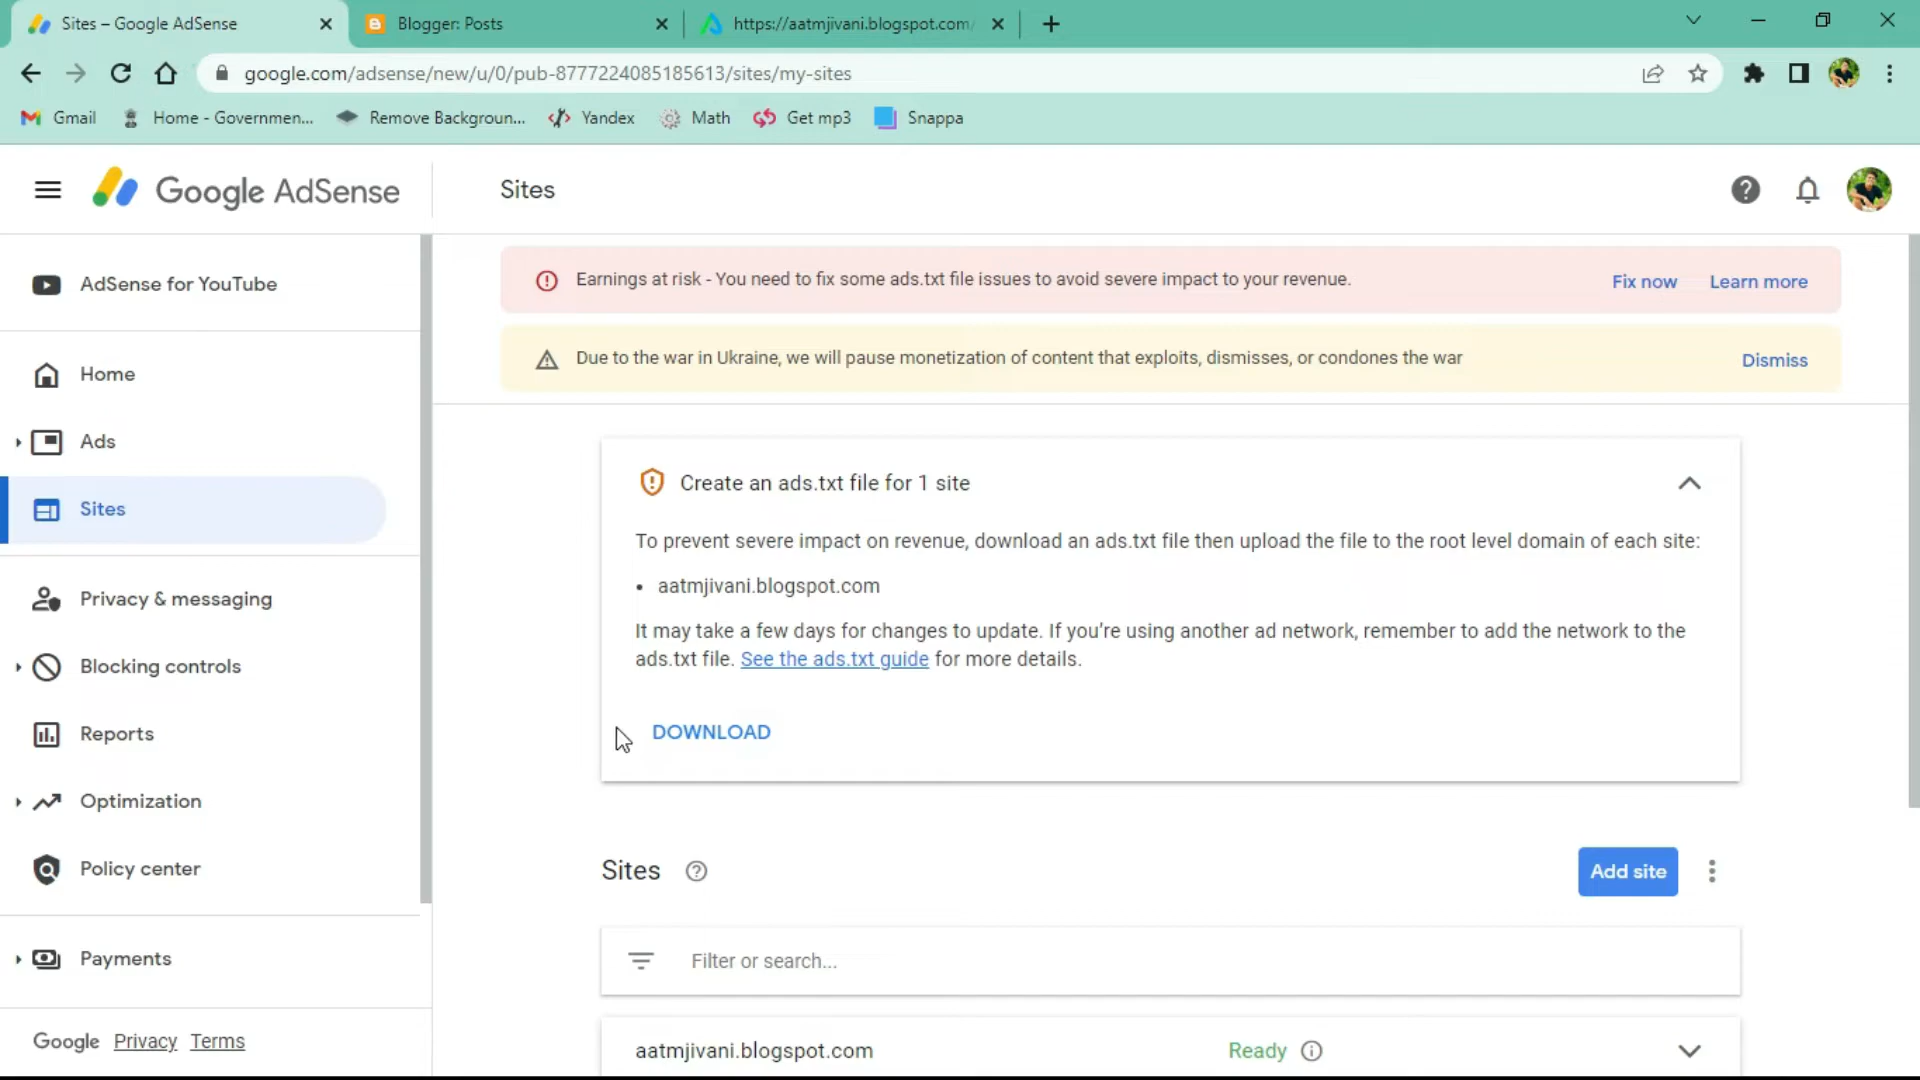 Sites – Google AdSense
Blogger: Posts
https://aatmjivani.blogspot.com/
google.com/adsense/new/u/0/pub-8777224085185613/sites/my-sites
Gmail
Home - Governmen...
Remove Backgroun...
Yandex
Math
Get mp3
Snappa
Google AdSense
Sites
AdSense for YouTube
Home
Ads
Sites
Privacy & messaging
Blocking controls
Reports
Optimization
Policy center
Payments
Google Privacy Terms
Earnings at risk - You need to fix some ads.txt file issues to avoid severe impact to your revenue.
Fix now
Learn more
Due to the war in Ukraine, we will pause monetization of content that exploits, dismisses, or condones the war
Dismiss
Create an ads.txt file for 1 site
To prevent severe impact on revenue, download an ads.txt file then upload the file to the root level domain of each site:
• aatmjivani.blogspot.com
It may take a few days for changes to update. If you're using another ad network, remember to add the network to the
ads.txt file. See the ads.txt guide for more details.
DOWNLOAD
Sites
Add site
Filter or search...
aatmjivani.blogspot.com
Ready